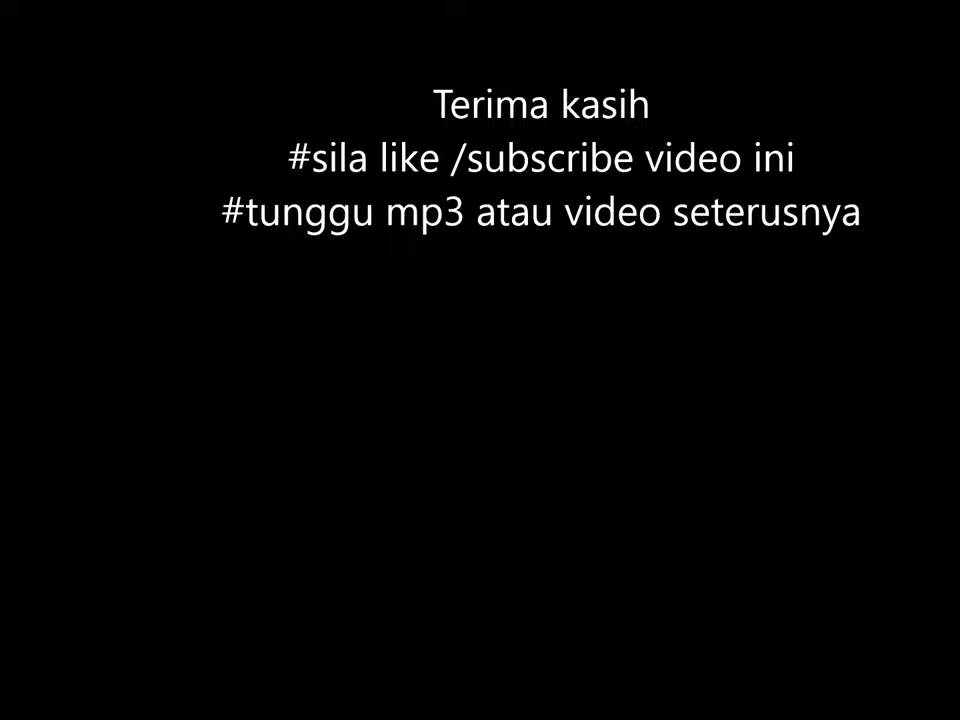 Terima kasih
#sila like /subscribe video ini
#tunggu mp3 atau video seterusnya